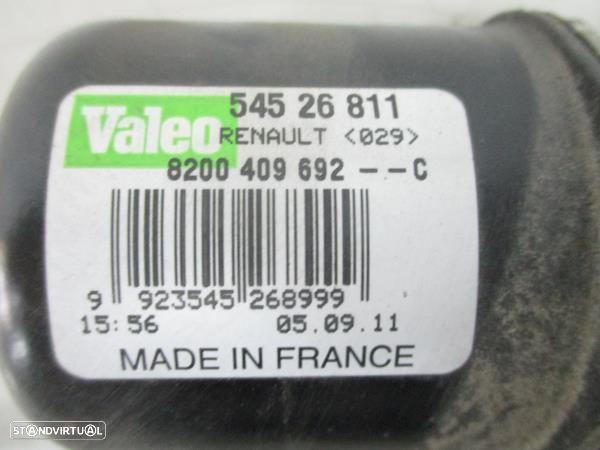 Valeo
545 26 811
RENAULT <029>
8200 409 692 --C
9 923545 268999
15:56 05.09.11
MADE IN FRANCE
STANDVIRTUAL